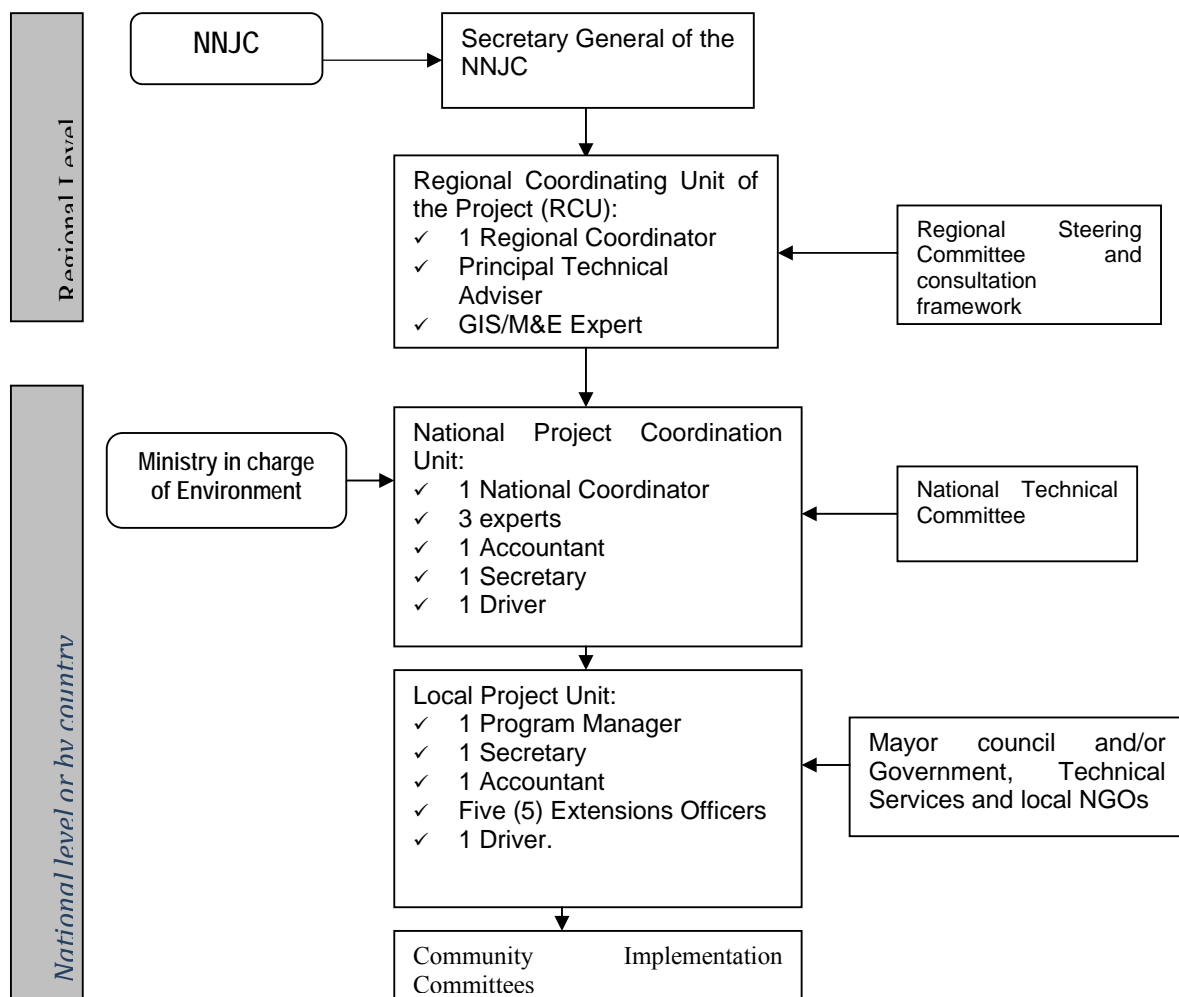 NNJC
Secretary General of the
NNJC
Regional Level
Regional Coordinating Unit of
the Project (RCU):
✓ 1 Regional Coordinator
✓ Principal Technical
Adviser
✓ GIS/M&E Expert
Regional Steering
Committee and
consultation
framework
National level or by country
Ministry in charge
of Environment
National Project Coordination
Unit:
✓ 1 National Coordinator
✓ 3 experts
✓ 1 Accountant
✓ 1 Secretary
✓ 1 Driver
National Technical
Committee
Local Project Unit:
✓ 1 Program Manager
✓ 1 Secretary
✓ 1 Accountant
✓ Five (5) Extensions Officers
✓ 1 Driver.
Mayor council and/or
Government, Technical
Services and local NGOs
Community Implementation
Committees